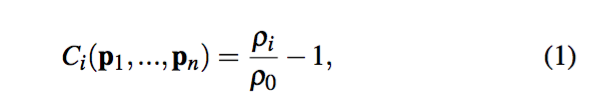 C_i(p_1,...,p_n) = ρ_i/ρ_0 − 1, (1)